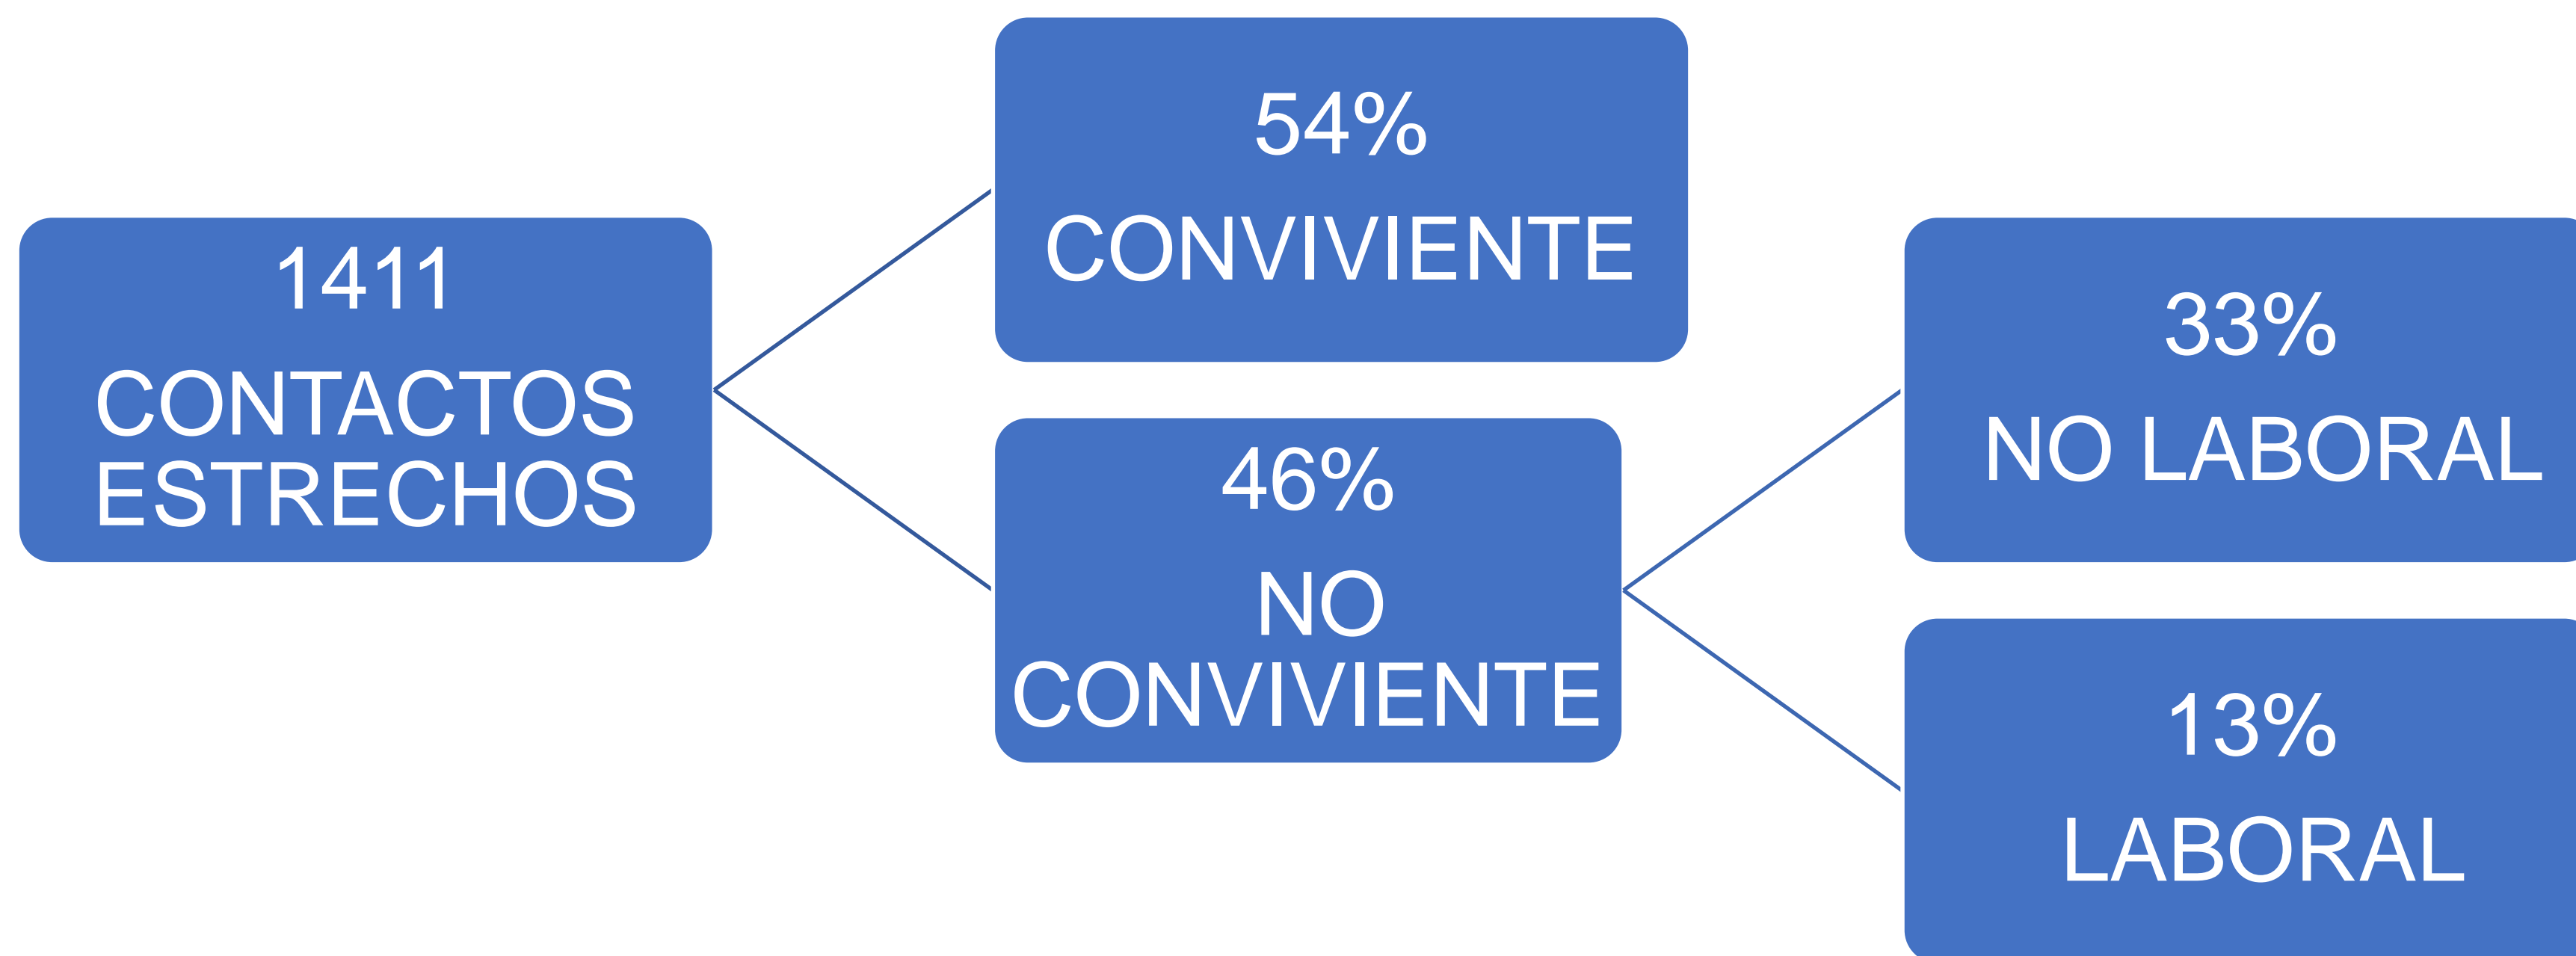 1411
CONTACTOS
ESTRECHOS
54%
CONVIVIENTE
46%
NO
CONVIVIENTE
33%
NO LABORAL
13%
LABORAL